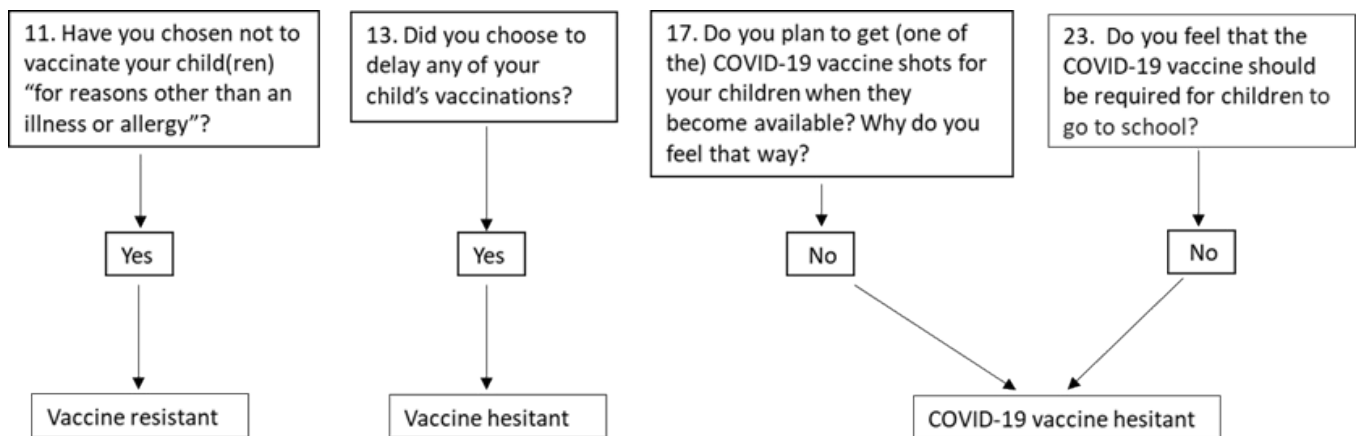 11. Have you chosen not to
vaccinate your child(ren)
“for reasons other than an
illness or allergy”?
13. Did you choose to
delay any of your
child’s vaccinations?
17. Do you plan to get (one of
the) COVID-19 vaccine shots for
your children when they
become available? Why do you
feel that way?
23. Do you feel that the
COVID-19 vaccine should
be required for children to
go to school?
Yes
Yes
No
No
Vaccine resistant
Vaccine hesitant
COVID-19 vaccine hesitant